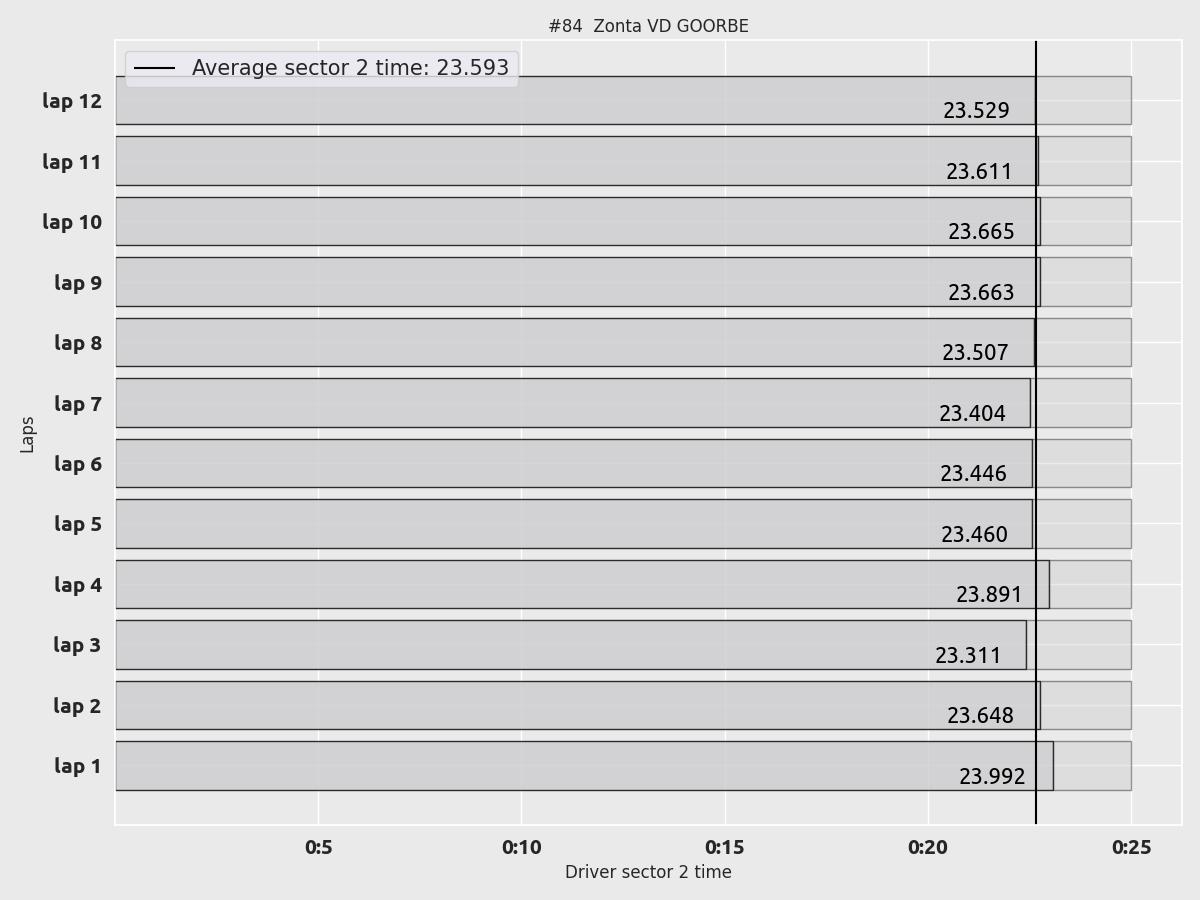 #84  Zonta VD GOORBE
Average sector 2 time: 23.593
lap 12
23.529
lap 11
23.611
lap 10
23.665
lap 9
23.663
lap 8
23.507
lap 7
23.404
lap 6
23.446
lap 5
23.460
lap 4
23.891
lap 3
23.311
lap 2
23.648
lap 1
23.992
Laps
0:5
0:10
0:15
0:20
0:25
Driver sector 2 time